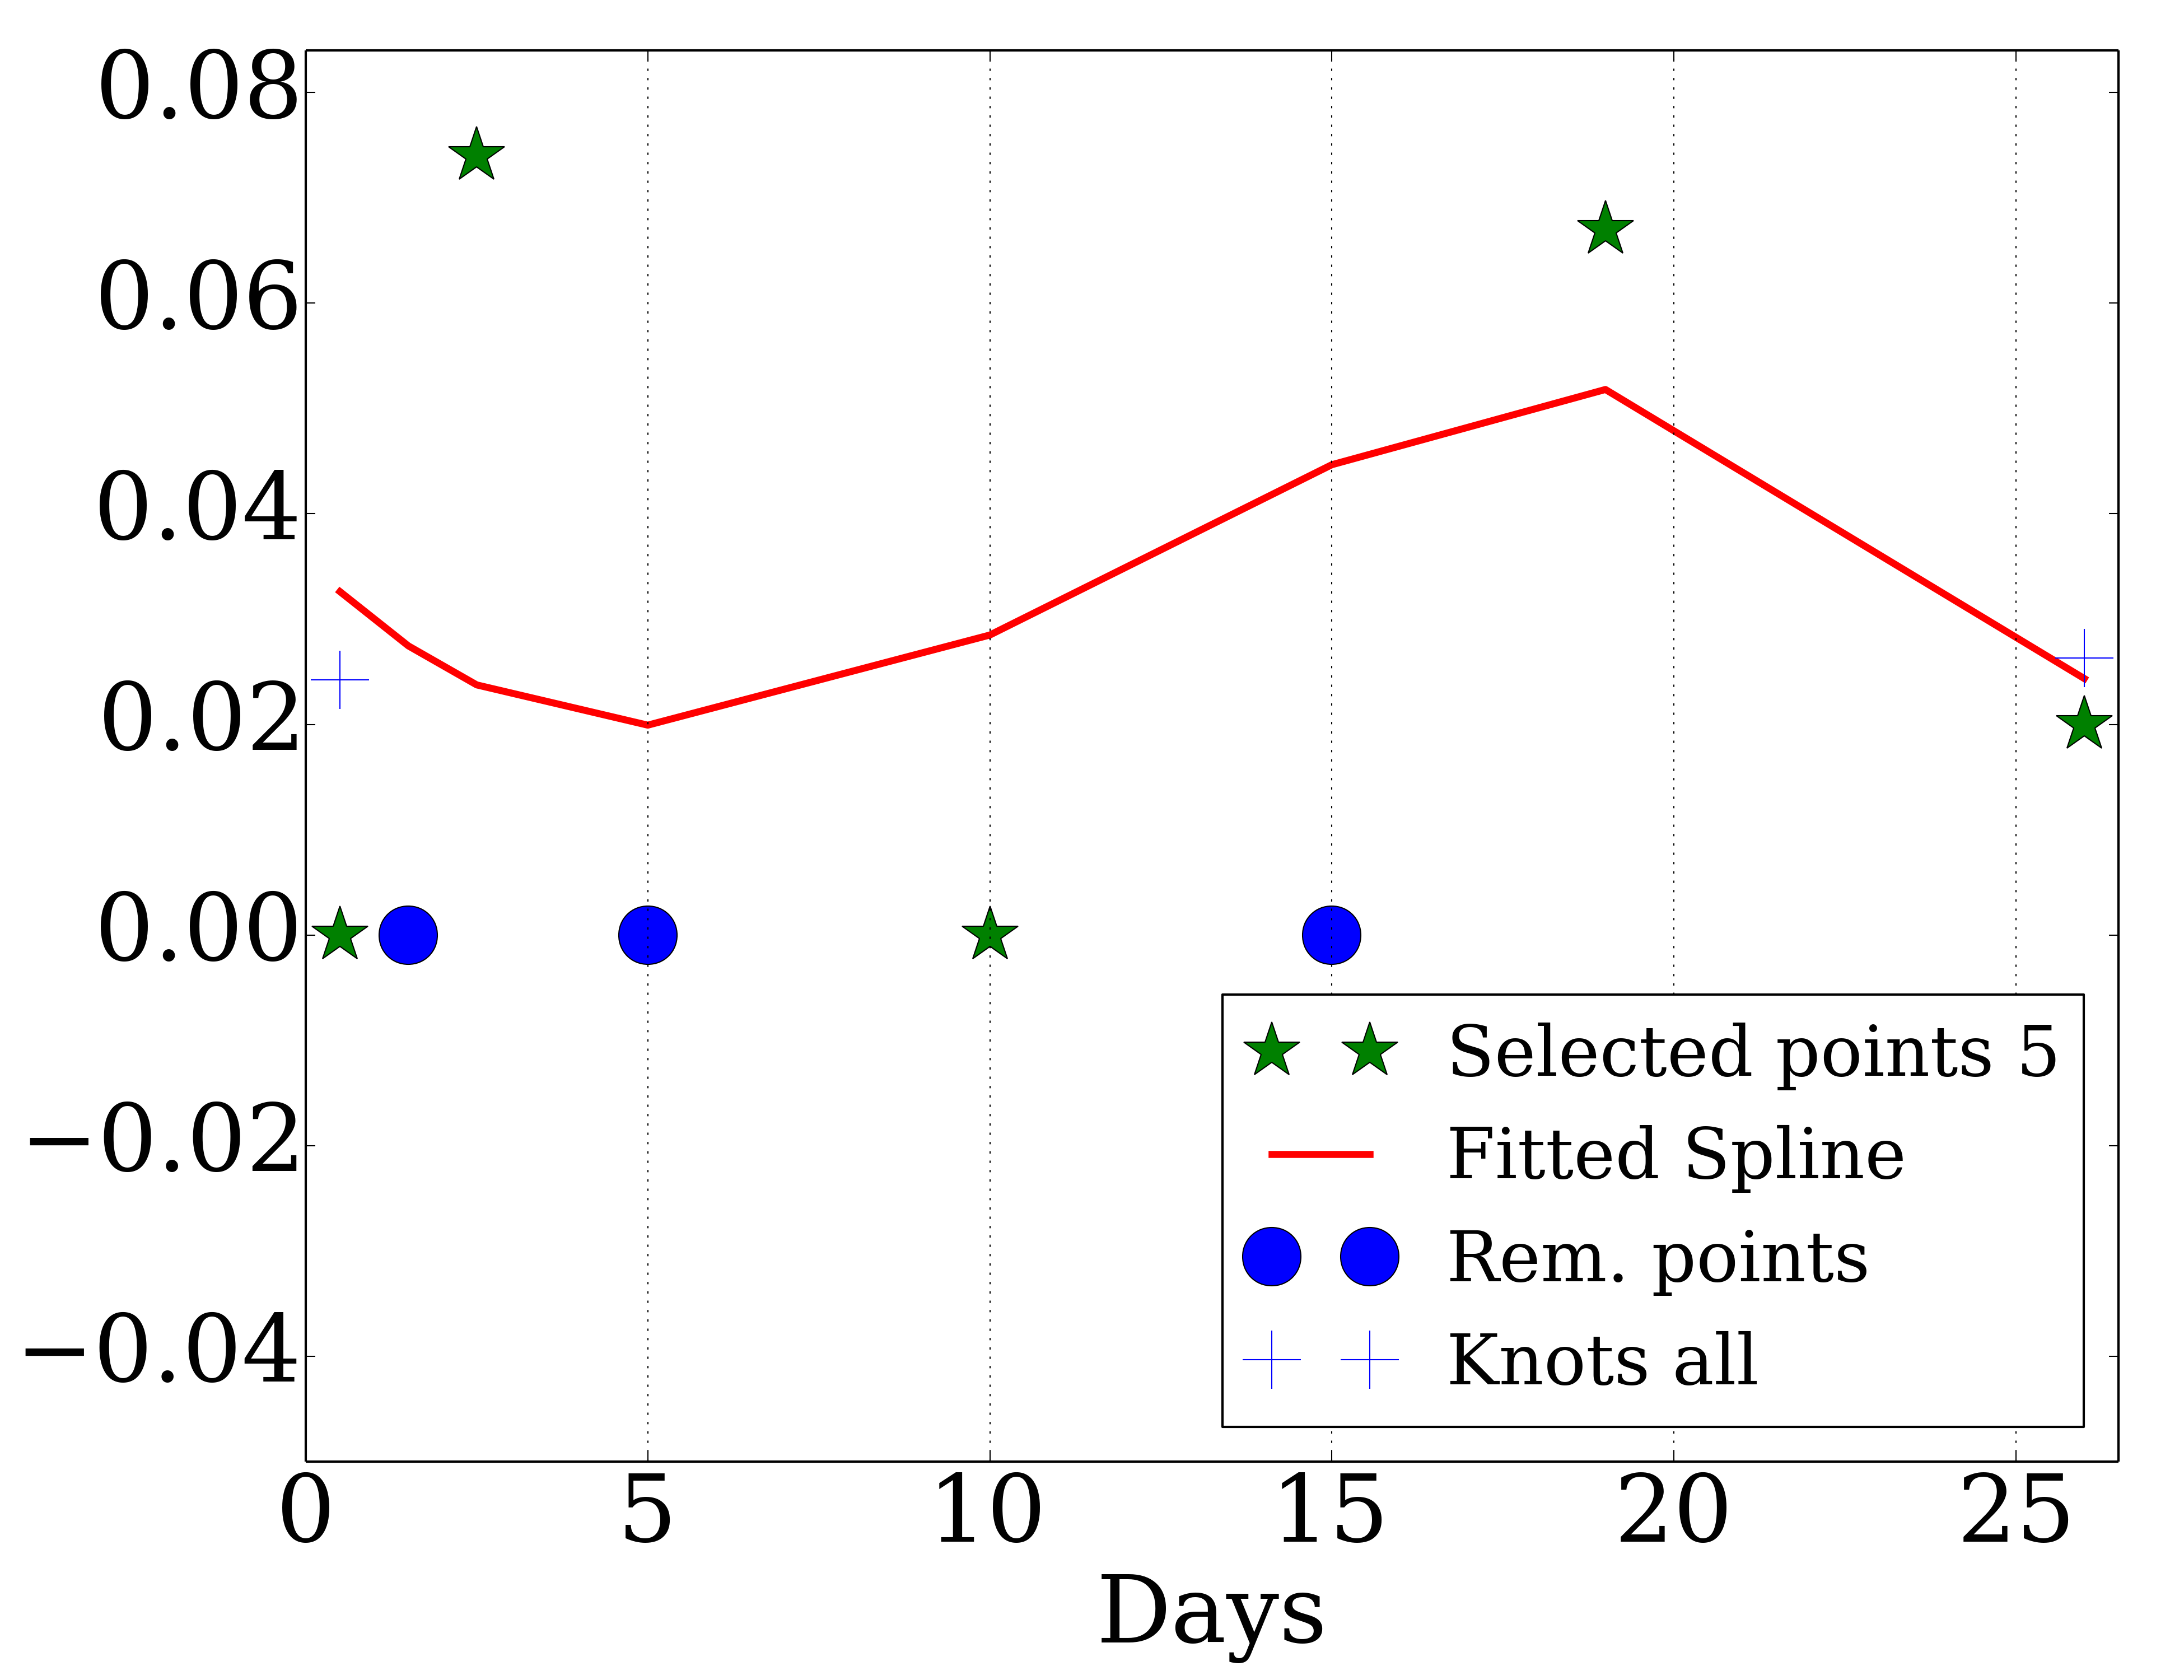 0.08
0.06
0.04
0.02
0.00
−0.02
−0.04
Selected points 5
Fitted Spline
Rem. points
Knots all
0 5 10 15 20 25
Days